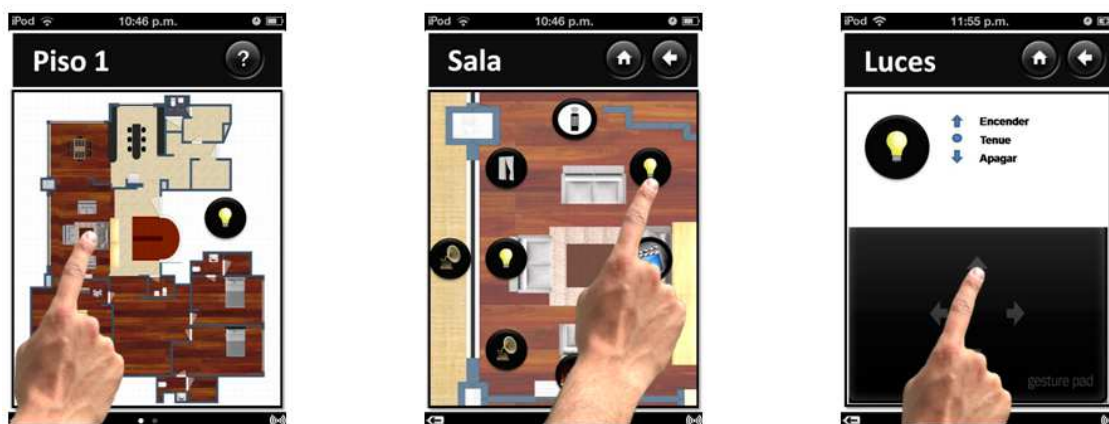 iPod 10:46 p.m.
Piso 1 ?
iPod 10:46 p.m.
Sala
iPod 11:55 p.m.
Luces
Encender
Tenue
Apagar
gesture pad